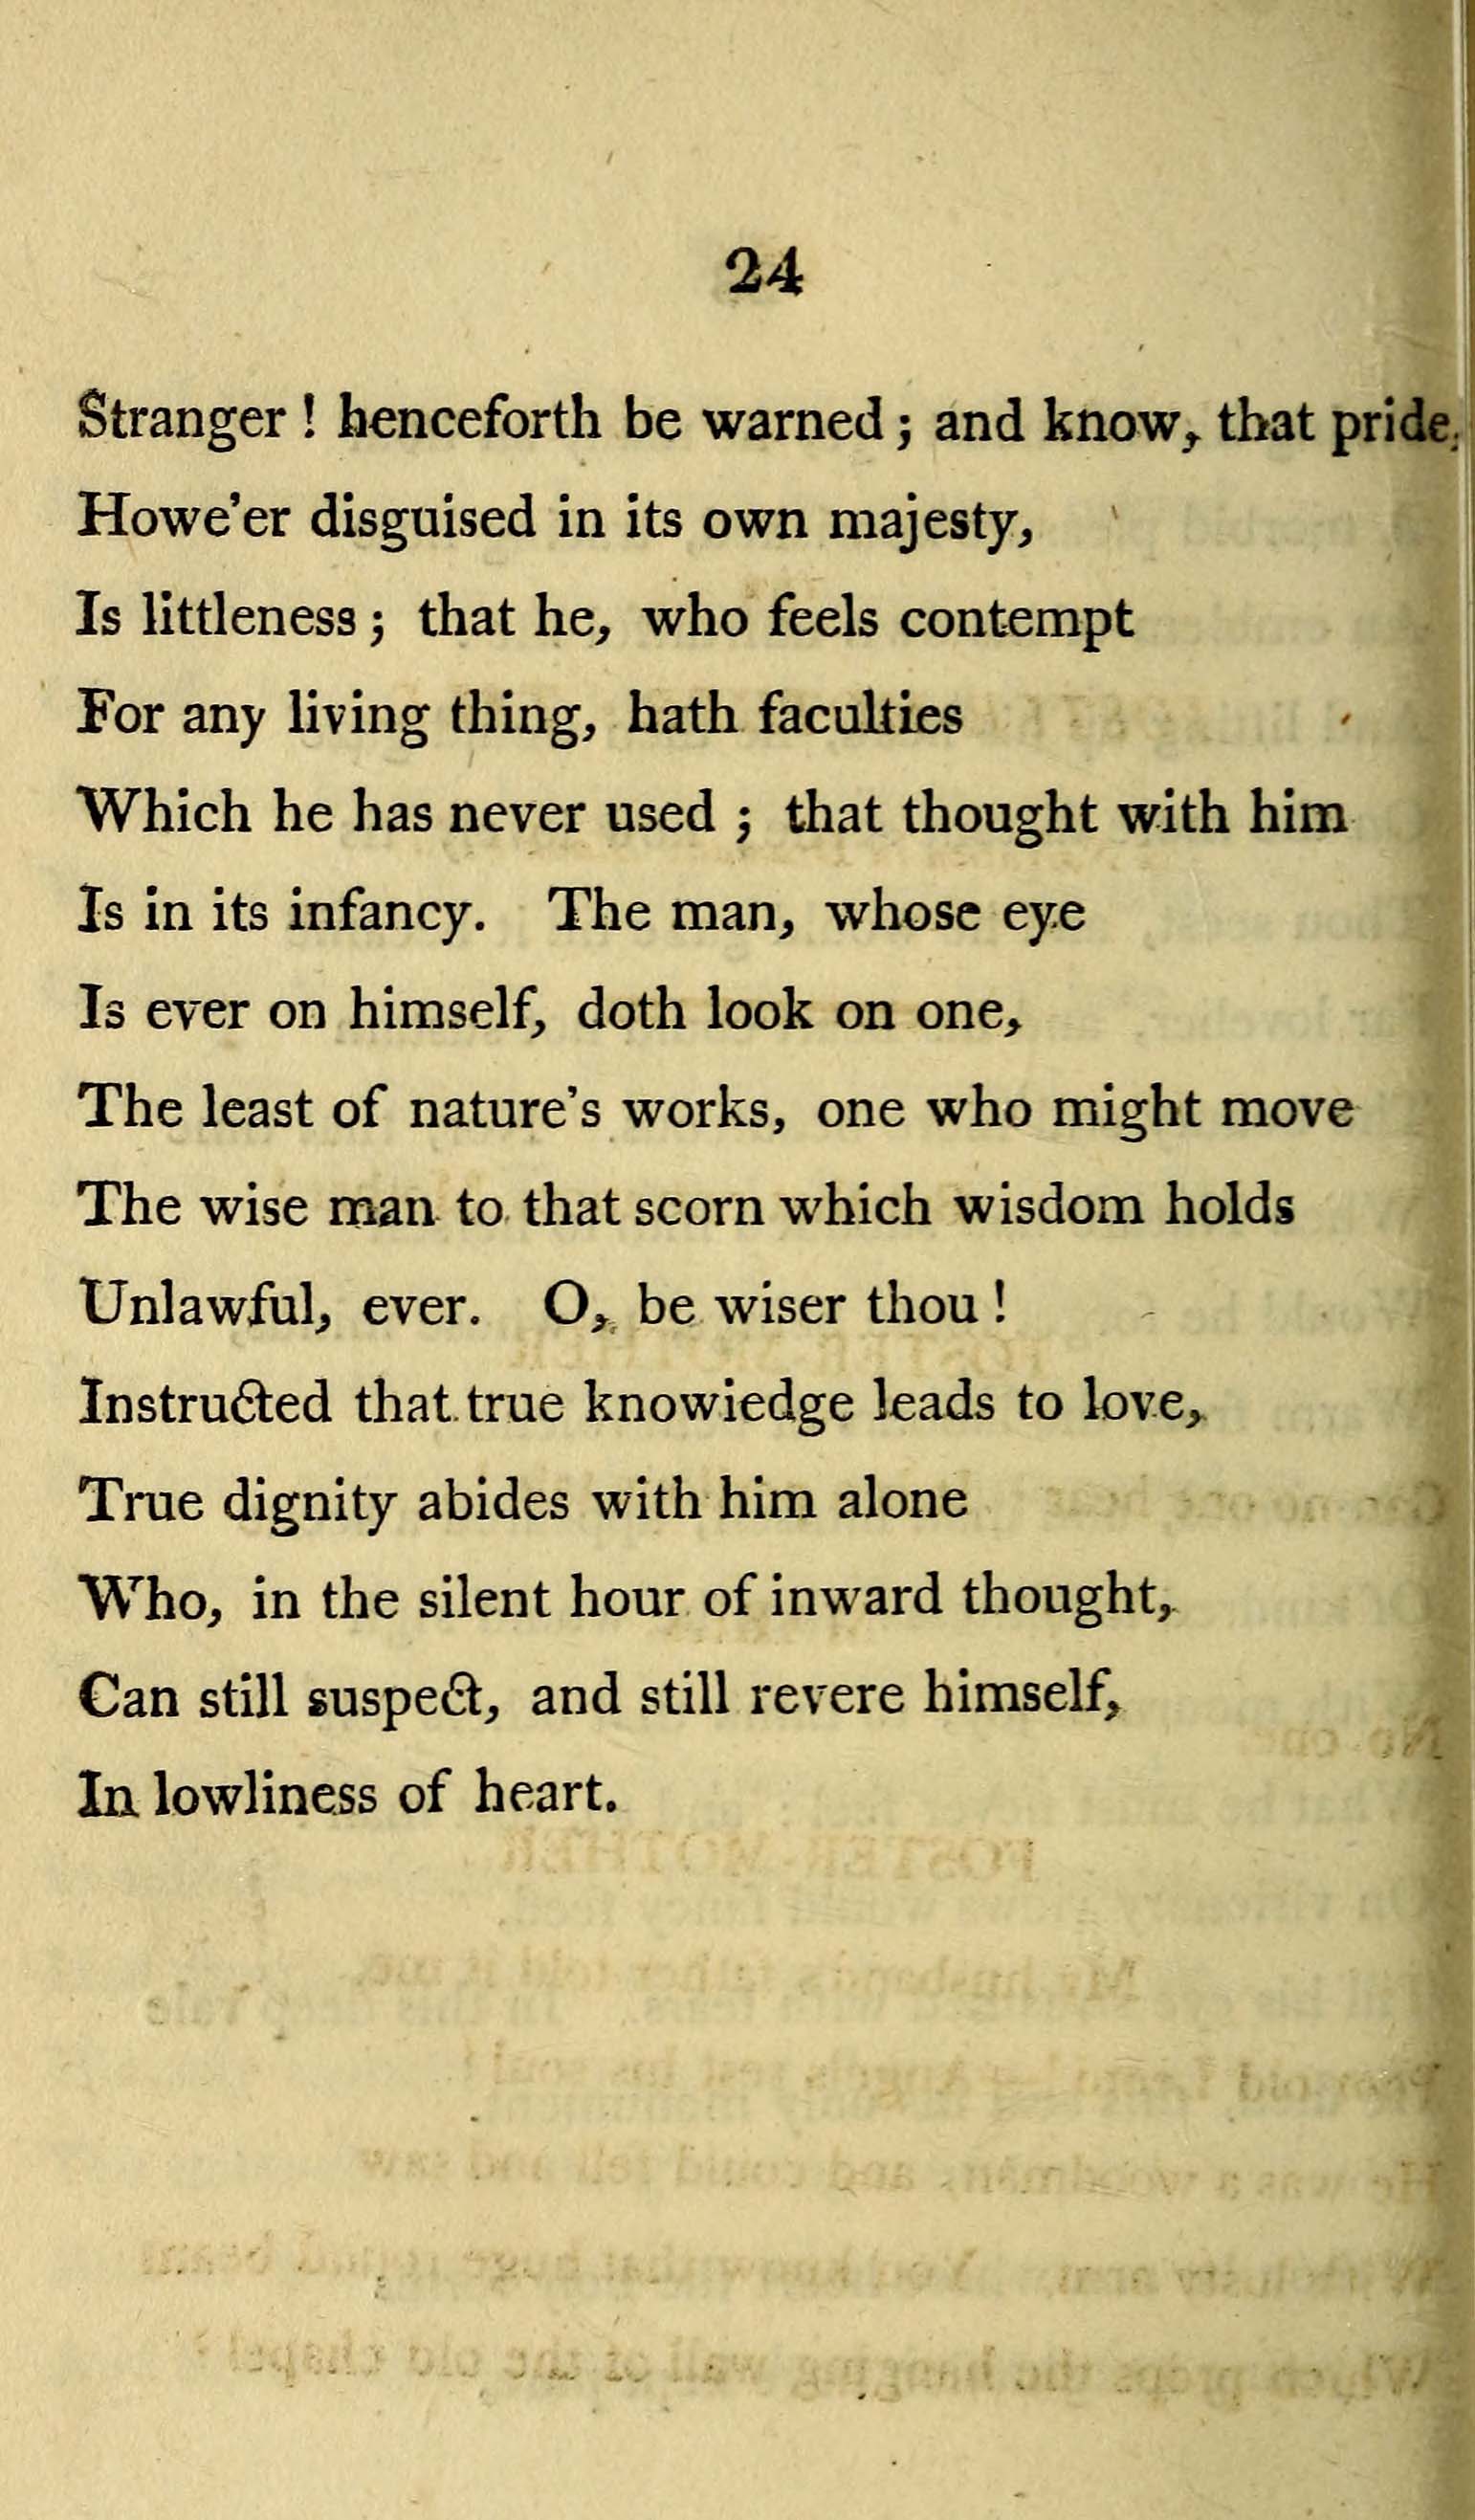 24
Stranger ! henceforth be warned ; and know, that pride,
Howe'er disguised in its own majesty,
Is littleness ; that he, who feels contempt
For any living thing, hath faculties
Which he has never used ; that thought with him
Is in its infancy. The man, whose eye
Is ever on himself, doth look on one,
The least of nature's works, one who might move
The wise man to that scorn which wisdom holds
Unlawful, ever. O, be wiser thou !
Instructed that true knowiedge leads to love,
True dignity abides with him alone
Who, in the silent hour of inward thought,
Can still suspect, and still revere himself,
In lowliness of heart.